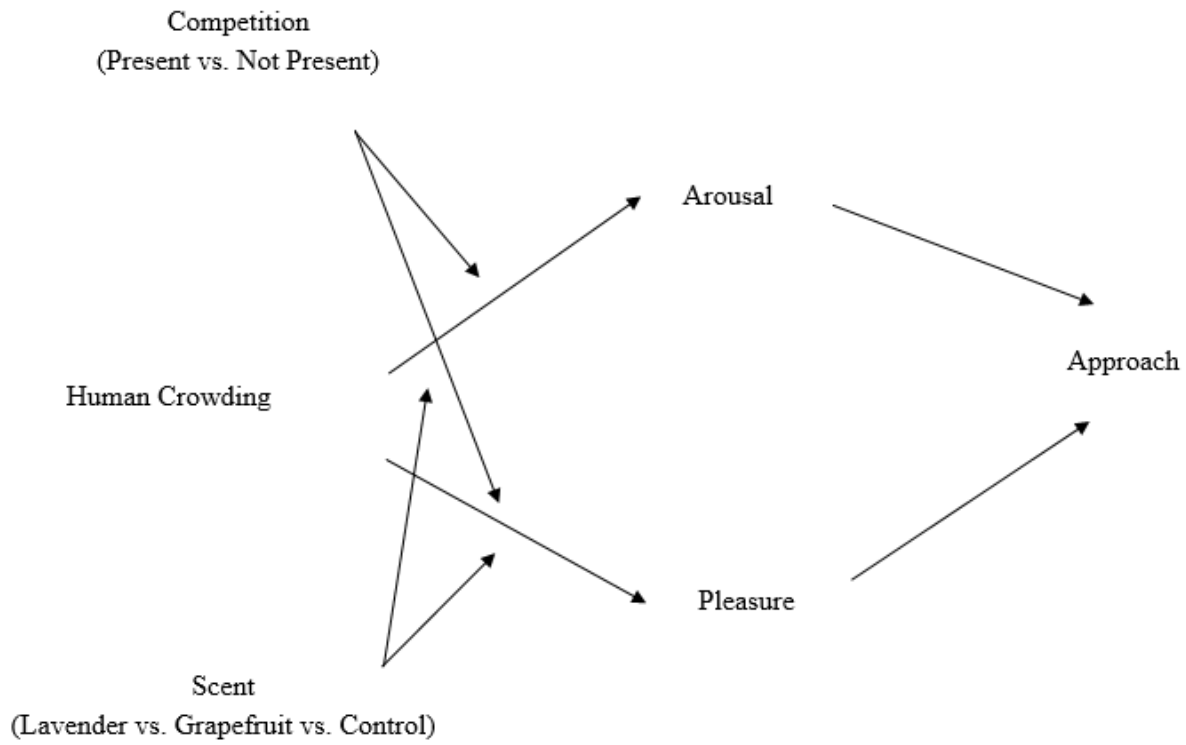 Competition
(Present vs. Not Present)
Arousal
Approach
Human Crowding
Pleasure
Scent
(Lavender vs. Grapefruit vs. Control)